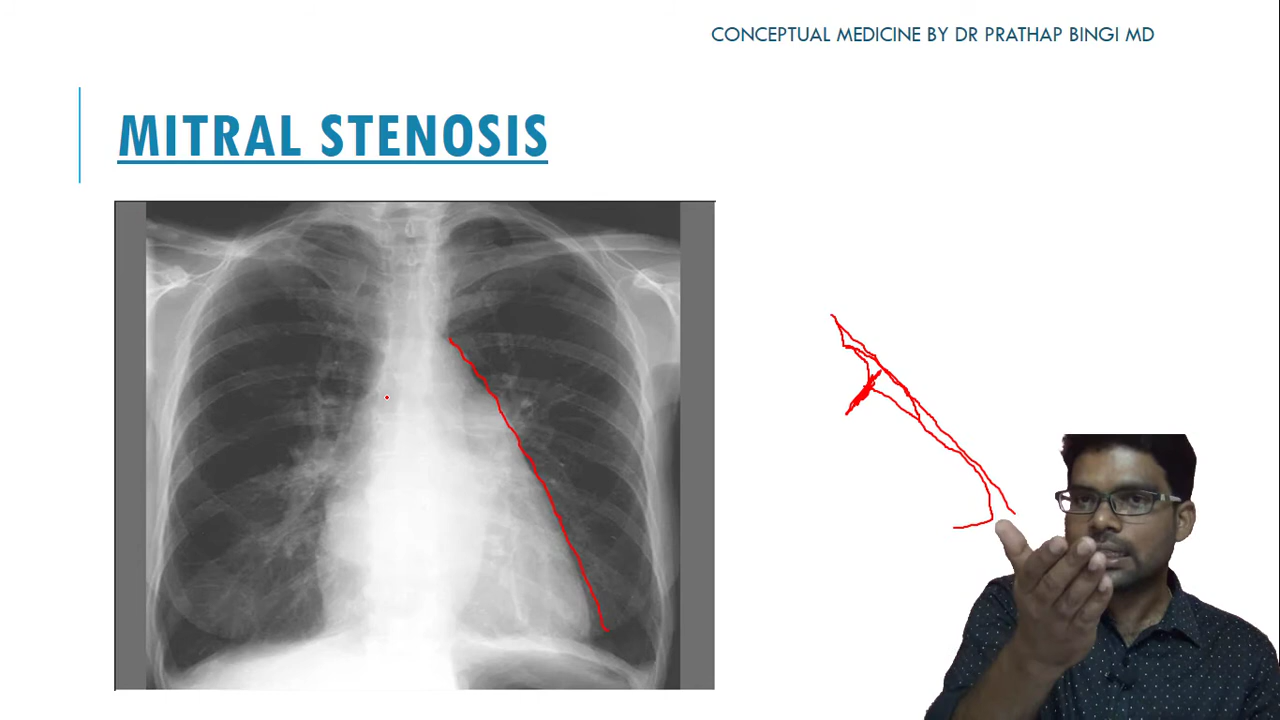 CONCEPTUAL MEDICINE BY DR PRATHAP BINGI MD
MITRAL STENOSIS